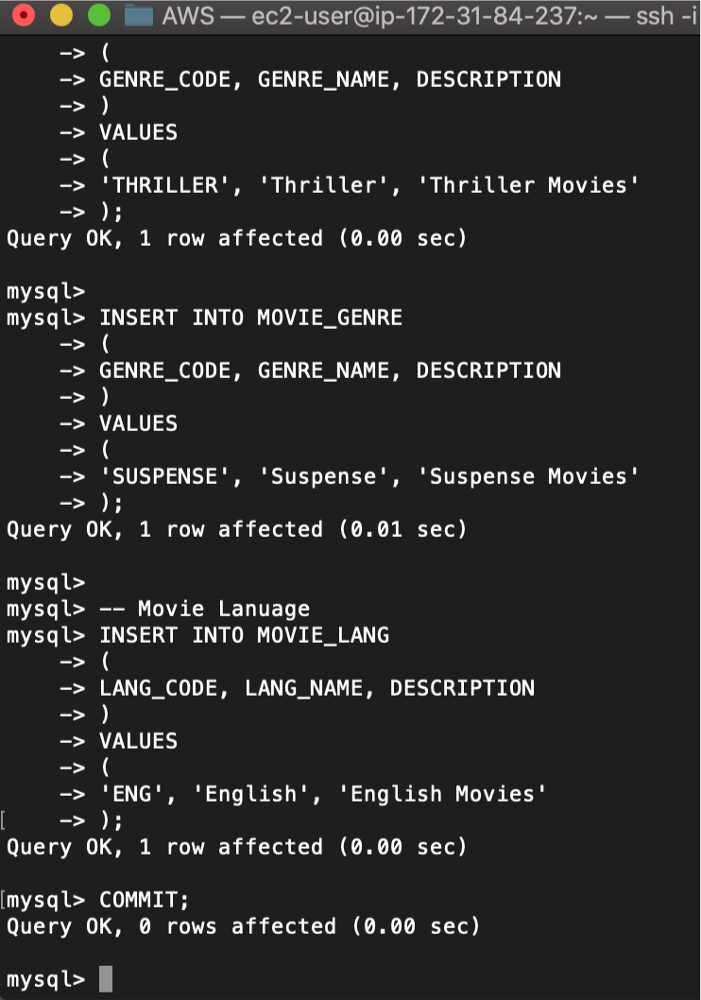 AWS — ec2-user@ip-172-31-84-237:~ — ssh -i
-> (
-> GENRE_CODE, GENRE_NAME, DESCRIPTION
-> )
-> VALUES
-> (
-> 'THRILLER', 'Thriller', 'Thriller Movies'
-> );
Query OK, 1 row affected (0.00 sec)
mysql>
mysql> INSERT INTO MOVIE_GENRE
-> (
-> GENRE_CODE, GENRE_NAME, DESCRIPTION
-> )
-> VALUES
-> (
-> 'SUSPENSE', 'Suspense', 'Suspense Movies'
-> );
Query OK, 1 row affected (0.01 sec)
mysql>
mysql> -- Movie Lanuage
mysql> INSERT INTO MOVIE_LANG
-> (
-> LANG_CODE, LANG_NAME, DESCRIPTION
-> )
-> VALUES
-> (
-> 'ENG', 'English', 'English Movies'
[ -> );
Query OK, 1 row affected (0.00 sec)
[mysql> COMMIT;
Query OK, 0 rows affected (0.00 sec)
mysql>